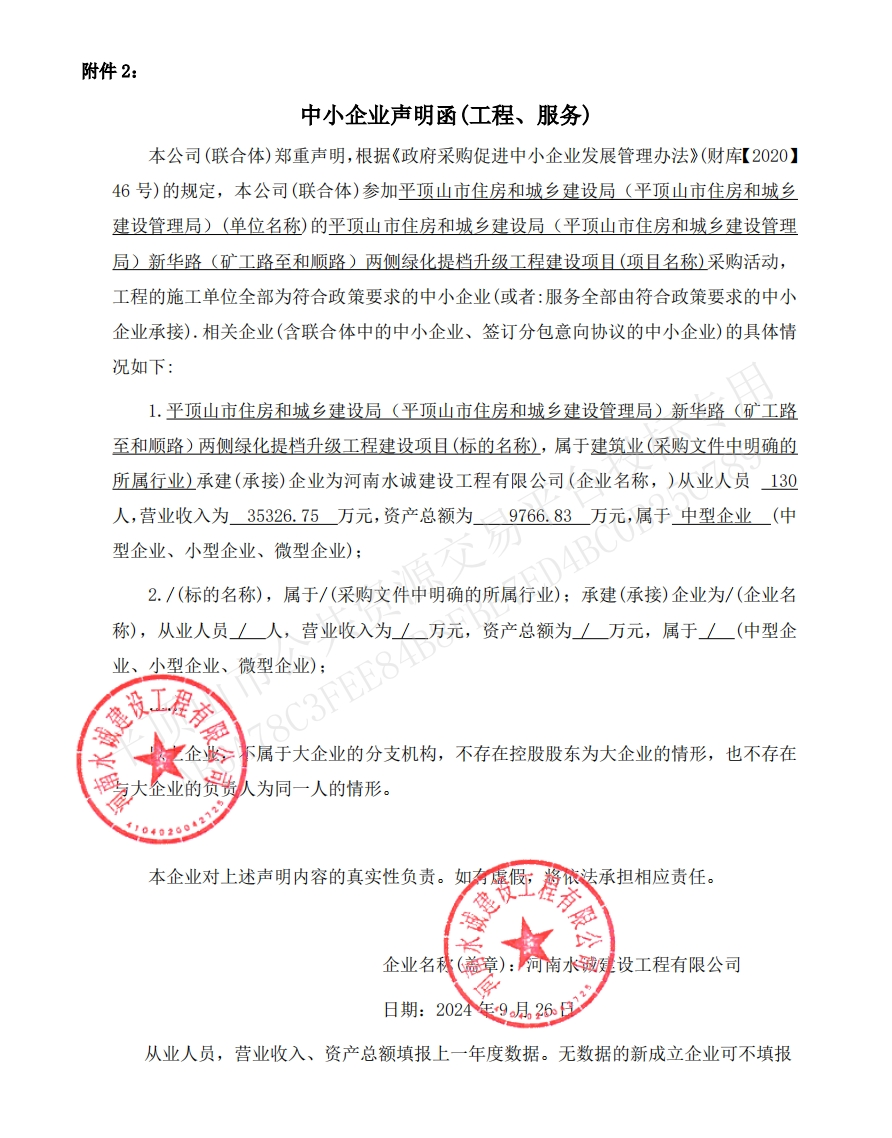 附件 2：
中小企业声明函(工程、服务)
本公司(联合体)郑重声明,根据《政府采购促进中小企业发展管理办法》(财库【2020】
46 号)的规定，本公司(联合体)参加平顶山市住房和城乡建设局（平顶山市住房和城乡
建设管理局）(单位名称)的平顶山市住房和城乡建设局（平顶山市住房和城乡建设管理
局）新华路（矿工路至和顺路）两侧绿化提档升级工程建设项目(项目名称)采购活动，
工程的施工单位全部为符合政策要求的中小企业(或者:服务全部由符合政策要求的中小
企业承接).相关企业(含联合体中的中小企业、签订分包意向协议的中小企业)的具体情
况如下:
1.平顶山市住房和城乡建设局（平顶山市住房和城乡建设管理局）新华路（矿工路
至和顺路）两侧绿化提档升级工程建设项目(标的名称)，属于建筑业(采购文件中明确的
所属行业)承建(承接)企业为河南水诚建设工程有限公司(企业名称，)从业人员 130
人,营业收入为 35326.75 万元,资产总额为 9766.83 万元,属于 中型企业 (中
型企业、小型企业、微型企业)；
2./(标的名称)，属于/(采购文件中明确的所属行业)；承建(承接)企业为/(企业名
称)，从业人员 / 人，营业收入为 / 万元，资产总额为 / 万元，属于 / (中型企
业、小型企业、微型企业)；
……
以上企业，不属于大企业的分支机构，不存在控股股东为大企业的情形，也不存在
与大企业的负责人为同一人的情形。
河南水诚建设工程有限公司
4104020042725
本企业对上述声明内容的真实性负责。如有虚假，将依法承担相应责任。
企业名称(盖章)：河南水诚建设工程有限公司
日期：2024 年 9 月 26 日
河南水诚建设工程有限公司
从业人员，营业收入、资产总额填报上一年度数据。无数据的新成立企业可不填报